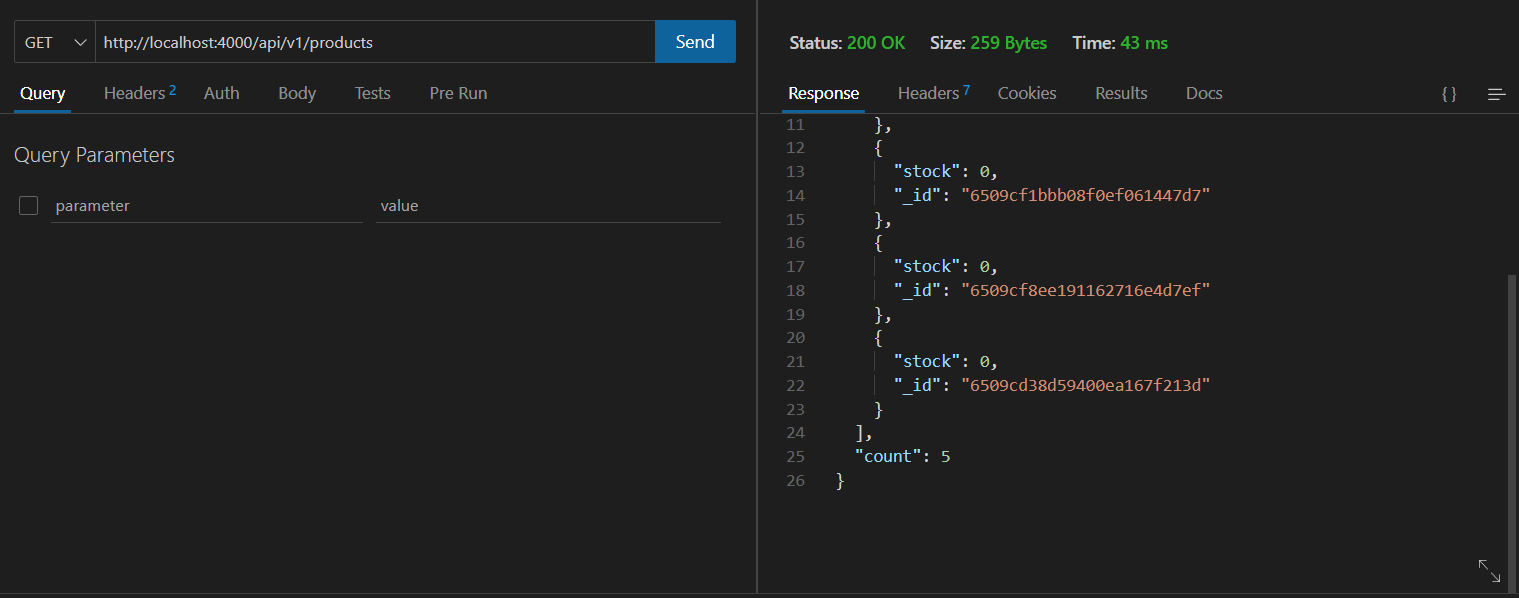 GET http://localhost:4000/api/v1/products Send
Query Headers 2 Auth Body Tests Pre Run
Query Parameters
parameter value
Status: 200 OK Size: 259 Bytes Time: 43 ms
Response Headers 7 Cookies Results Docs {}
11 },
12 {
13 "stock": 0,
14 "_id": "6509cf1bbb08f0ef061447d7"
15 },
16 {
17 "stock": 0,
18 "_id": "6509cf8ee191162716e4d7ef"
19 },
20 {
21 "stock": 0,
22 "_id": "6509cd38d59400ea167f213d"
23 }
24 ],
25 "count": 5
26 }